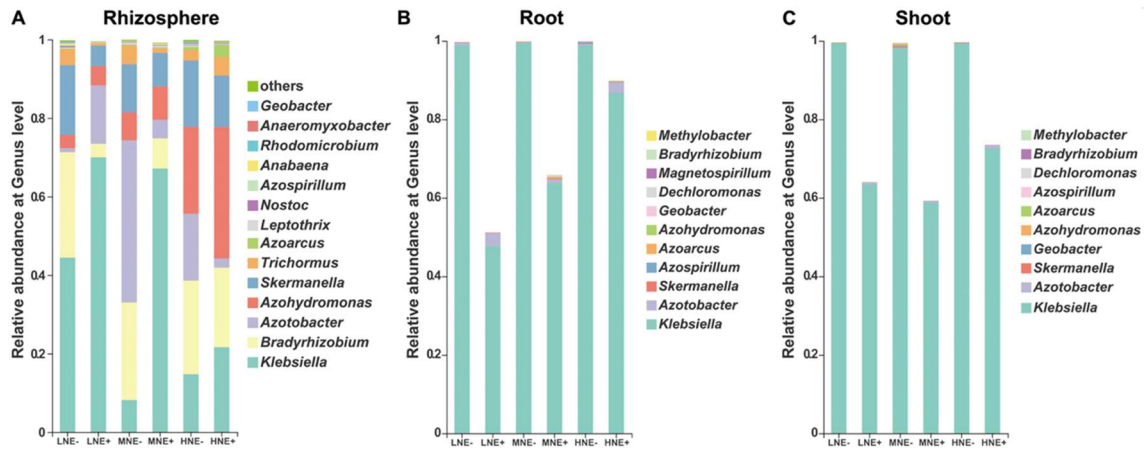 A
Rhizosphere
Relative abundance at Genus level
1
0.8
0.6
0.4
0.2
0
LNE-
LNE+
MNE-
MNE+
HNE-
HNE+
others
Geobacter
Anaeromyxobacter
Rhodomicrobium
Anabaena
Azospirillum
Nostoc
Leptothrix
Azoarcus
Trichormus
Skermanella
Azohydromonas
Azotobacter
Bradyrhizobium
Klebsiella
B
Root
Relative abundance at Genus level
1
0.8
0.6
0.4
0.2
0
LNE-
LNE+
MNE-
MNE+
HNE-
HNE+
Methylobacter
Bradyrhizobium
Magnetospirillum
Dechloromonas
Geobacter
Azohydromonas
Azoarcus
Azospirillum
Skermanella
Azotobacter
Klebsiella
C
Shoot
Relative abundance at Genus level
1
0.8
0.6
0.4
0.2
0
LNE-
LNE+
MNE-
MNE+
HNE-
HNE+
Methylobacter
Bradyrhizobium
Dechloromonas
Azospirillum
Azoarcus
Azohydromonas
Geobacter
Skermanella
Azotobacter
Klebsiella